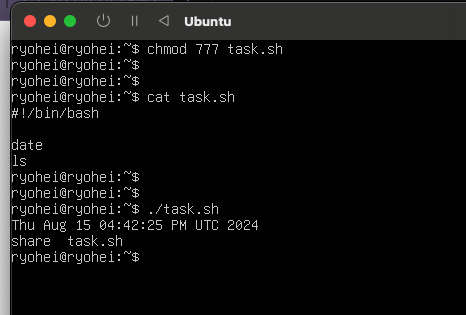 Ubuntu
ryohei@ryohei:~$ chmod 777 task.sh
ryohei@ryohei:~$
ryohei@ryohei:~$
ryohei@ryohei:~$ cat task.sh
#!/bin/bash
date
ls
ryohei@ryohei:~$
ryohei@ryohei:~$
ryohei@ryohei:~$ ./task.sh
Thu Aug 15 04:42:25 PM UTC 2024
share  task.sh
ryohei@ryohei:~$